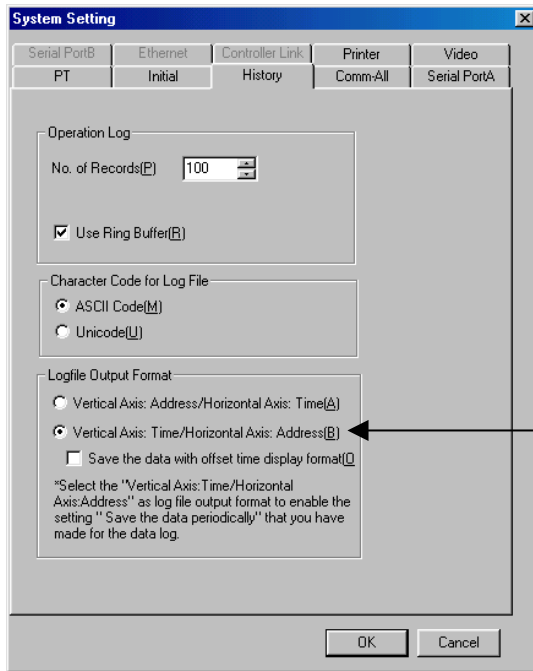 System Setting
Serial PortB Ethernet Controller Link Printer Video
PT Initial History Comm-All Serial PortA
Operation Log
No. of Records(P) 100
Use Ring Buffer(R)
Character Code for Log File
ASCII Code(M)
Unicode(U)
Logfile Output Format
Vertical Axis: Address/Horizontal Axis: Time(A)
Vertical Axis: Time/Horizontal Axis: Address(B)
Save the data with offset time display format(O
*Select the "Vertical Axis:Time/Horizontal
Axis:Address" as log file output format to enable the
setting " Save the data periodically" that you have
made for the data log.
OK Cancel